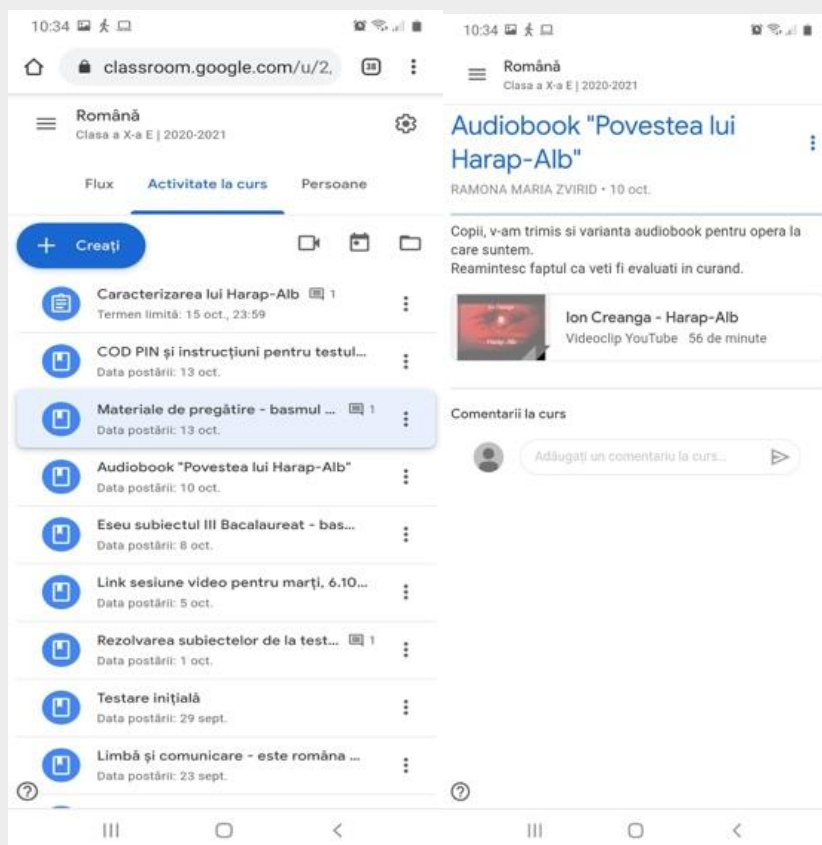 10:34
classroom.google.com/u/2,
38
Română
Clasa a X-a E | 2020-2021
Flux Activitate la curs Persoane
Creați
Caracterizarea lui Harap-Alb 1
Termen limită: 15 oct., 23:59
COD PIN și instrucțiuni pentru testul...
Data postării: 13 oct.
Materiale de pregătire - basmul ... 1
Data postării: 13 oct.
Audiobook "Povestea lui Harap-Alb"
Data postării: 10 oct.
Eseu subiectul III Bacalaureat - bas...
Data postării: 8 oct.
Link sesiune video pentru marți, 6.10...
Data postării: 5 oct.
Rezolvarea subiectelor de la test... 1
Data postării: 1 oct.
Testare inițială
Data postării: 29 sept.
Limbă și comunicare - este româna ...
Data postării: 23 sept.
10:34
Română
Clasa a X-a E | 2020-2021
Audiobook "Povestea lui
Harap-Alb"
RAMONA MARIA ZVIRID • 10 oct.
Copii, v-am trimis si varianta audiobook pentru opera la
care suntem.
Reamintesc faptul ca veti fi evaluati in curand.
Ion Creanga - Harap-Alb
Videoclip YouTube 56 de minute
Comentarii la curs
Adăugați un comentariu la curs...